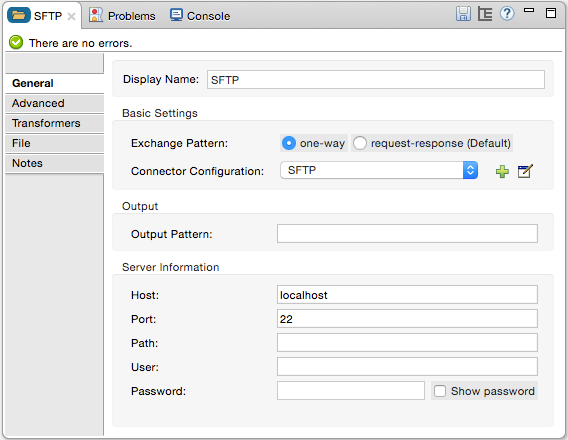 SFTP Problems Console
There are no errors.
General
Advanced
Transformers
File
Notes
Display Name: SFTP
Basic Settings
Exchange Pattern: one-way request-response (Default)
Connector Configuration: SFTP
Output
Output Pattern:
Server Information
Host: localhost
Port: 22
Path:
User:
Password: Show password